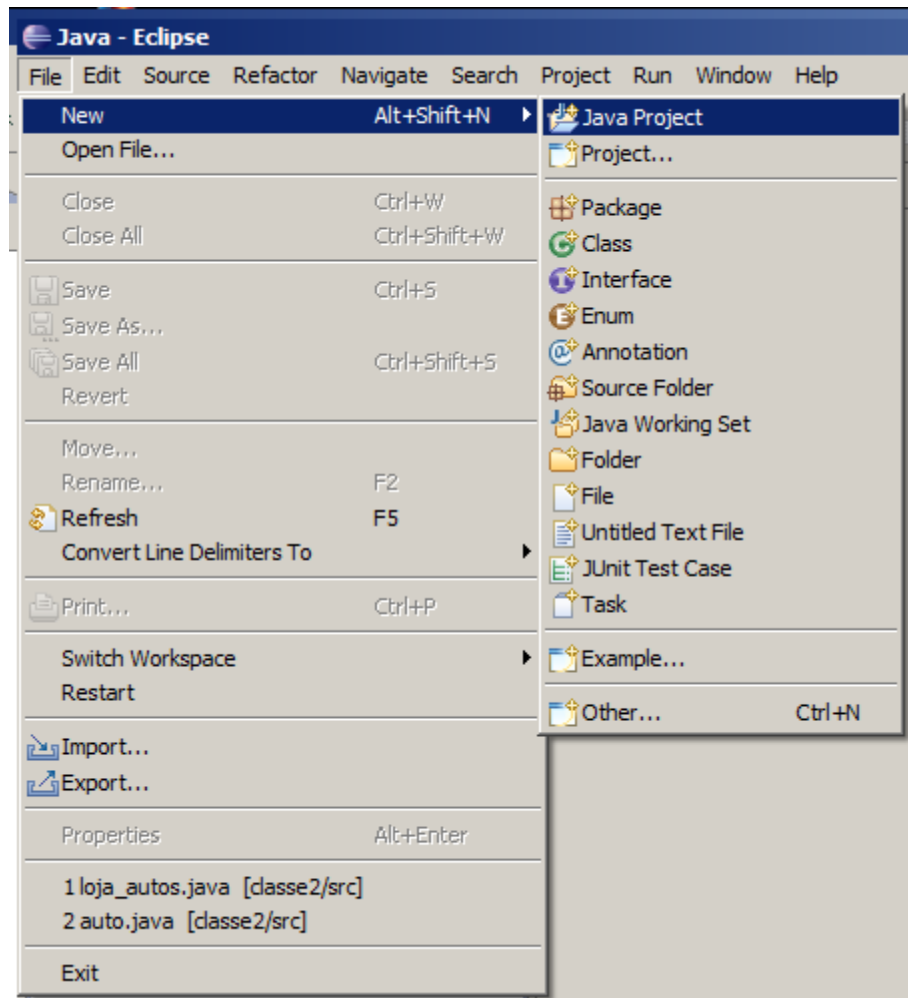 Java - Eclipse
File Edit Source Refactor Navigate Search Project Run Window Help
New Alt+Shift+N
Open File...
Close Ctrl+W
Close All Ctrl+Shift+W
Save Ctrl+S
Save As...
Save All Ctrl+Shift+S
Revert
Move...
Rename... F2
Refresh F5
Convert Line Delimiters To
Print... Ctrl+P
Switch Workspace
Restart
Import...
Export...
Properties Alt+Enter
1 loja_autos.java [classe2/src]
2 auto.java [classe2/src]
Exit
Java Project
Project...
Package
Class
Interface
Enum
Annotation
Source Folder
Java Working Set
Folder
File
Untitled Text File
JUnit Test Case
Task
Example...
Other... Ctrl+N